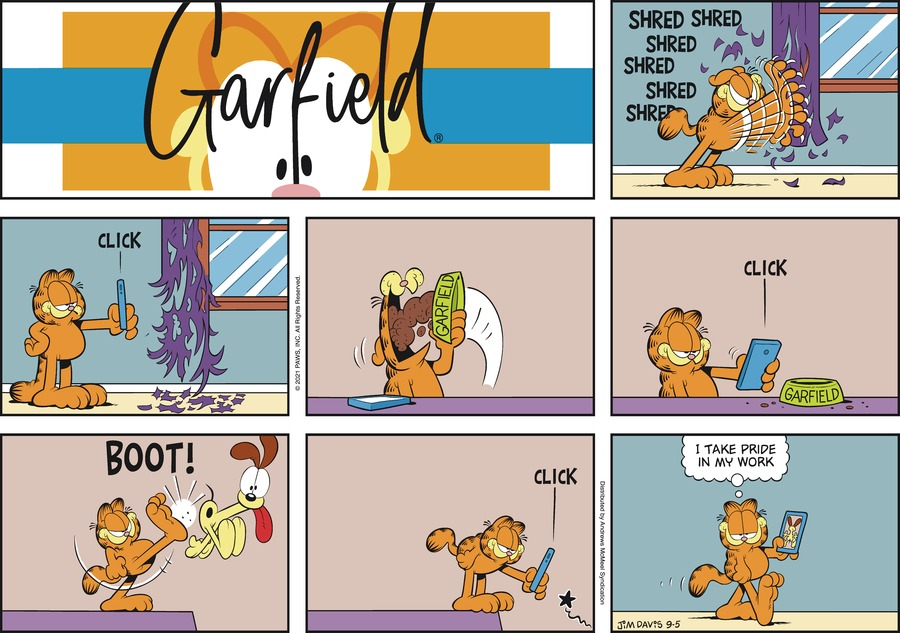 Garfield
®
SHRED SHRED
SHRED
SHRED
SHRED
SHRED
CLICK
© 2021 PAWS, INC. All Rights Reserved.
GARFIELD
CLICK
GARFIELD
BOOT!
CLICK
Distributed by Andrews McMeel Syndication
I TAKE PRIDE
IN MY WORK
JIM DAVIS 9-5